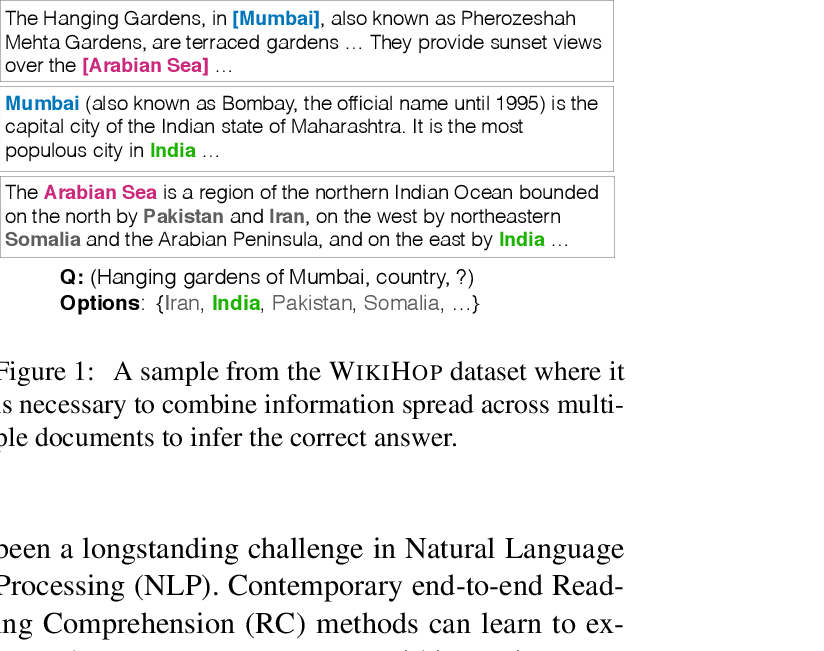 The Hanging Gardens, in [Mumbai], also known as Pherozeshah
Mehta Gardens, are terraced gardens … They provide sunset views
over the [Arabian Sea] …
Mumbai (also known as Bombay, the official name until 1995) is the
capital city of the Indian state of Maharashtra. It is the most
populous city in India …
The Arabian Sea is a region of the northern Indian Ocean bounded
on the north by Pakistan and Iran, on the west by northeastern
Somalia and the Arabian Peninsula, and on the east by India …
Q: (Hanging gardens of Mumbai, country, ?)
Options: {Iran, India, Pakistan, Somalia, …}
Figure 1: A sample from the WIKIHOP dataset where it
is necessary to combine information spread across multi-
ple documents to infer the correct answer.
been a longstanding challenge in Natural Language
Processing (NLP). Contemporary end-to-end Read-
ing Comprehension (RC) methods can learn to ex-